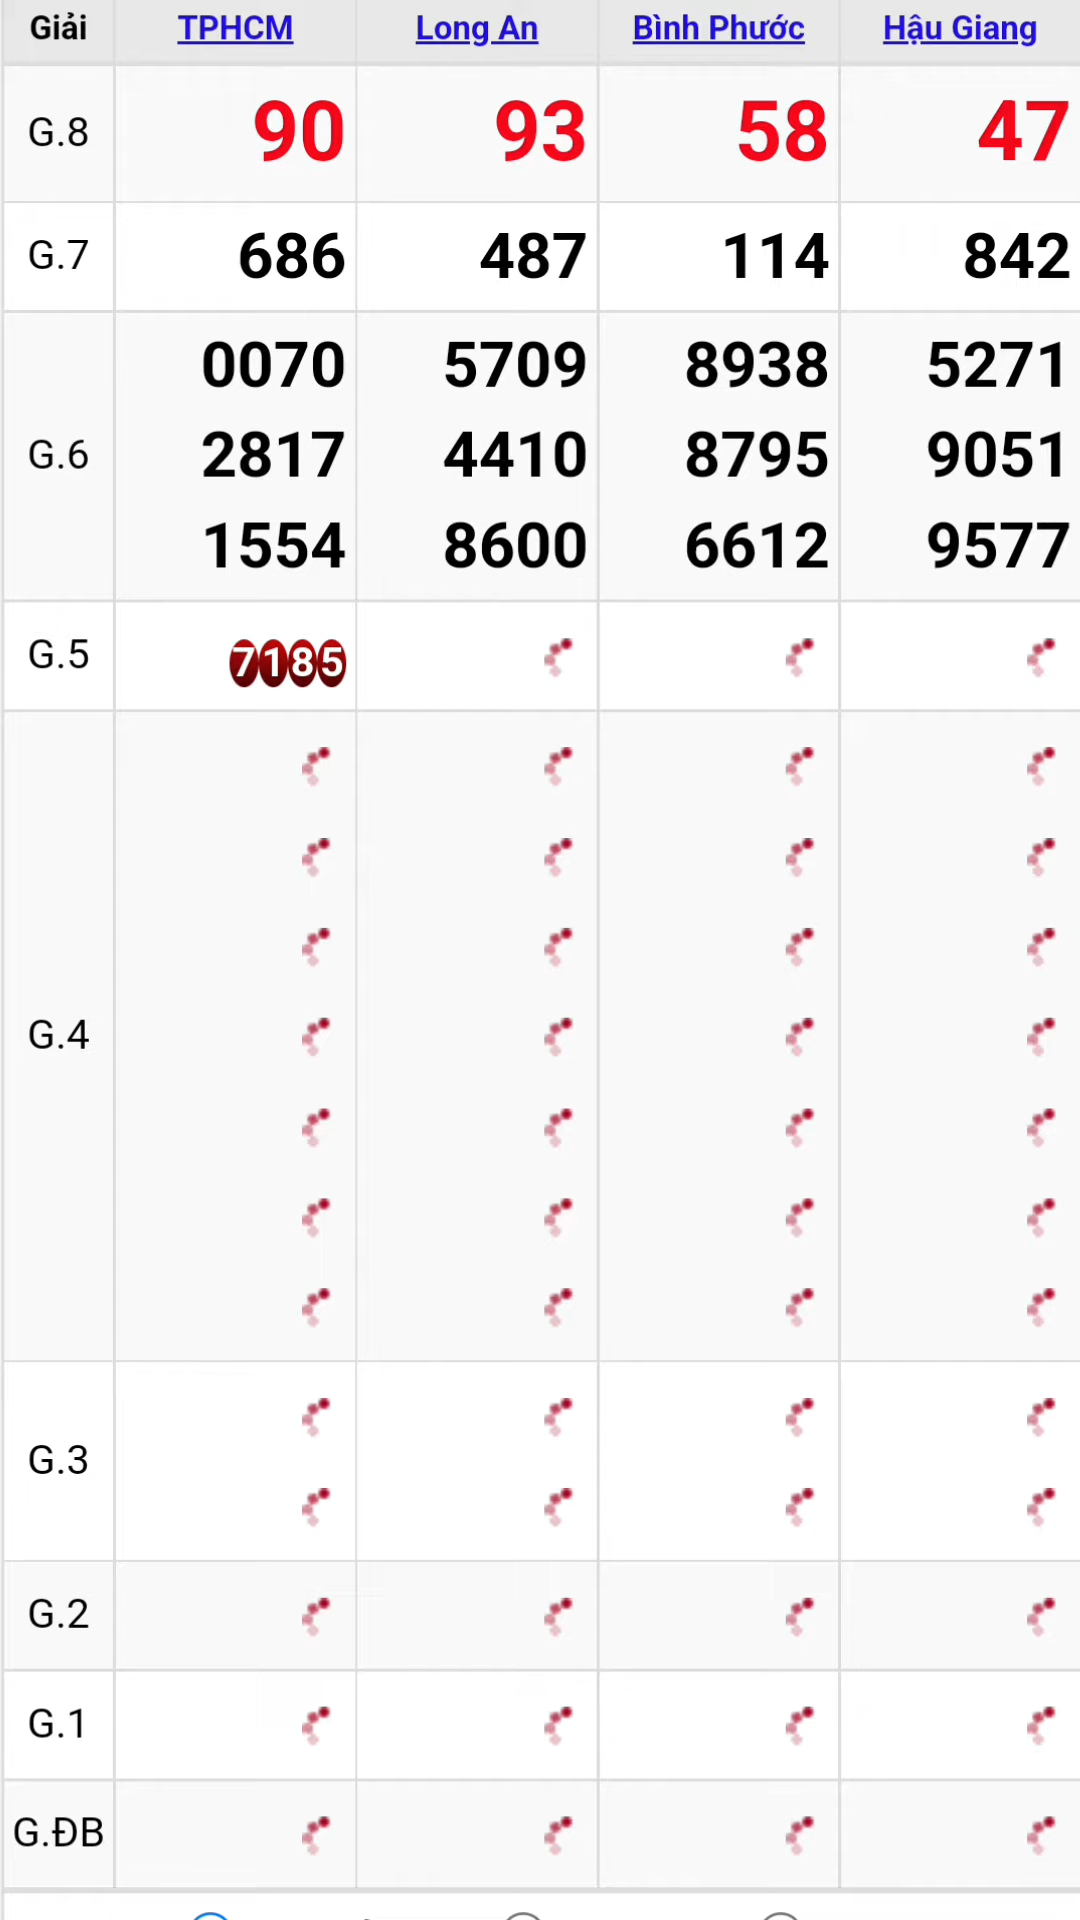 Giải TPHCM Long An Bình Phước Hậu Giang
G.8 90 93 58 47
G.7 686 487 114 842
0070 5709 8938 5271
G.6 2817 4410 8795 9051
1554 8600 6612 9577
G.5 7185
G.4
G.3
G.2
G.1
G.ĐB